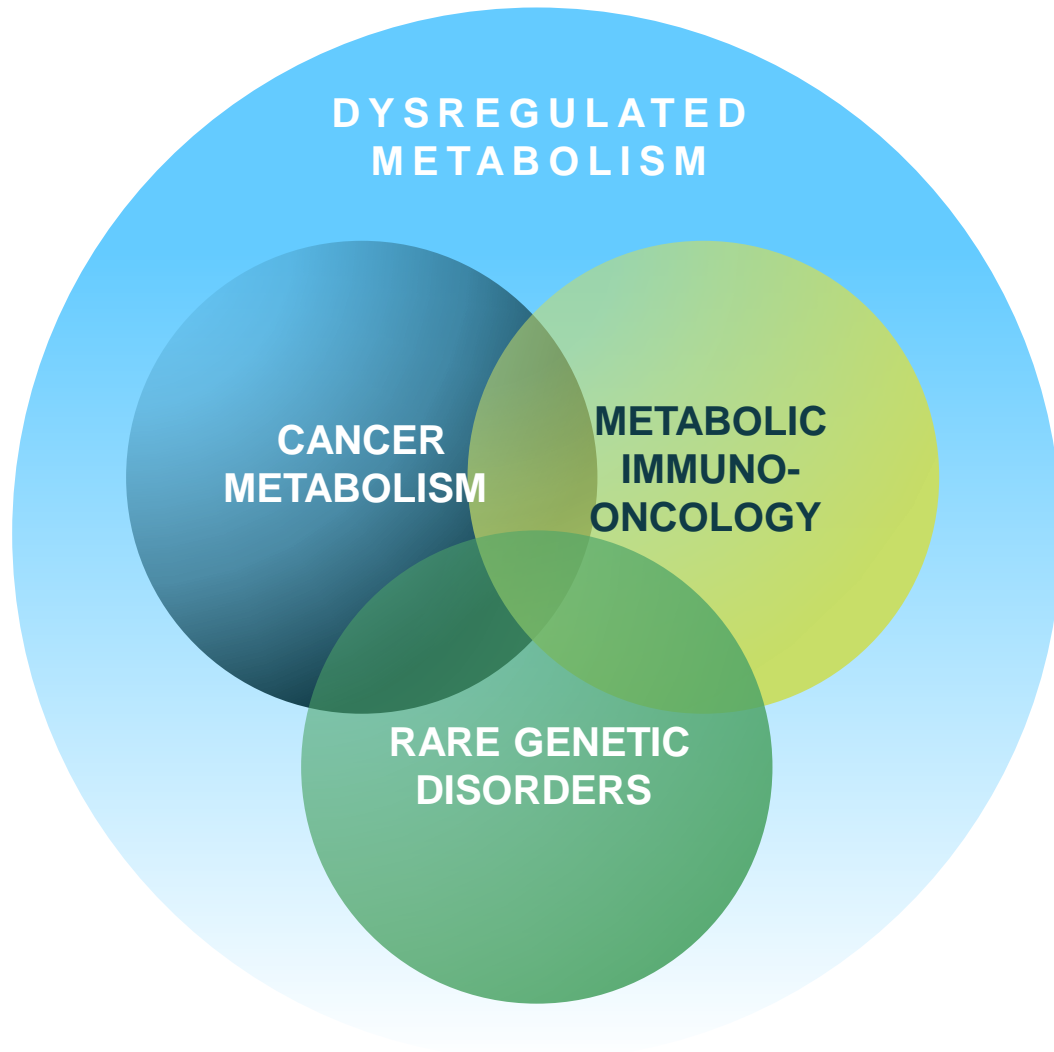 DYSREGULATED
METABOLISM
CANCER
METABOLISM
METABOLIC
IMMUNO-
ONCOLOGY
RARE GENETIC
DISORDERS